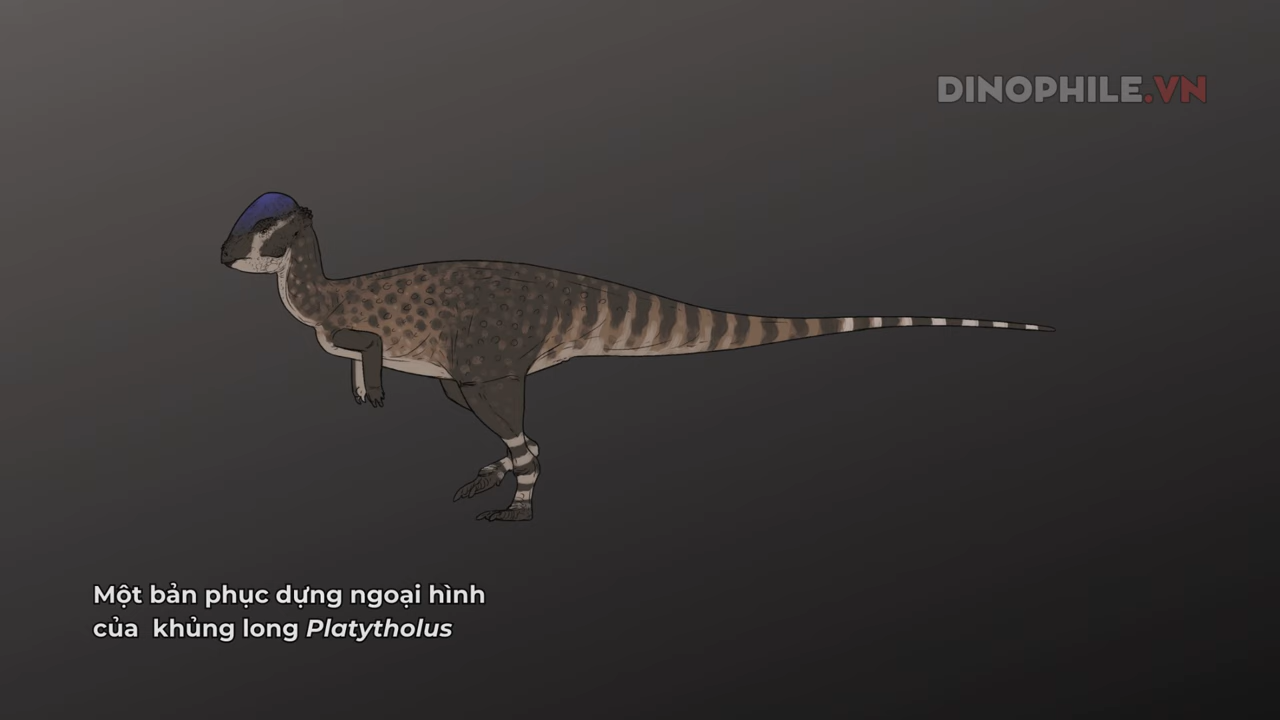 DINOPHILE.VN
Một bản phục dựng ngoại hình
của  khủng long Platytholus